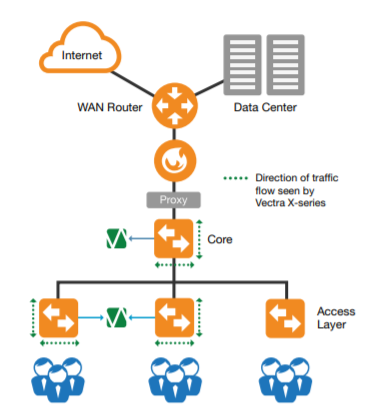 Internet
WAN Router
Data Center
Direction of traffic
flow seen by
Vectra X-series
Proxy
Core
Access
Layer